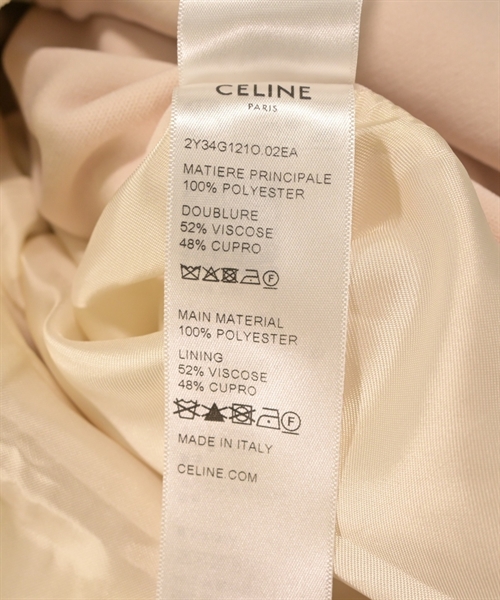 CELINE
PARIS
2Y34G121O.02EA
MATIERE PRINCIPALE
100% POLYESTER
DOUBLURE
52% VISCOSE
48% CUPRO
F
MAIN MATERIAL
100% POLYESTER
LINING
52% VISCOSE
48% CUPRO
F
MADE IN ITALY
CELINE.COM